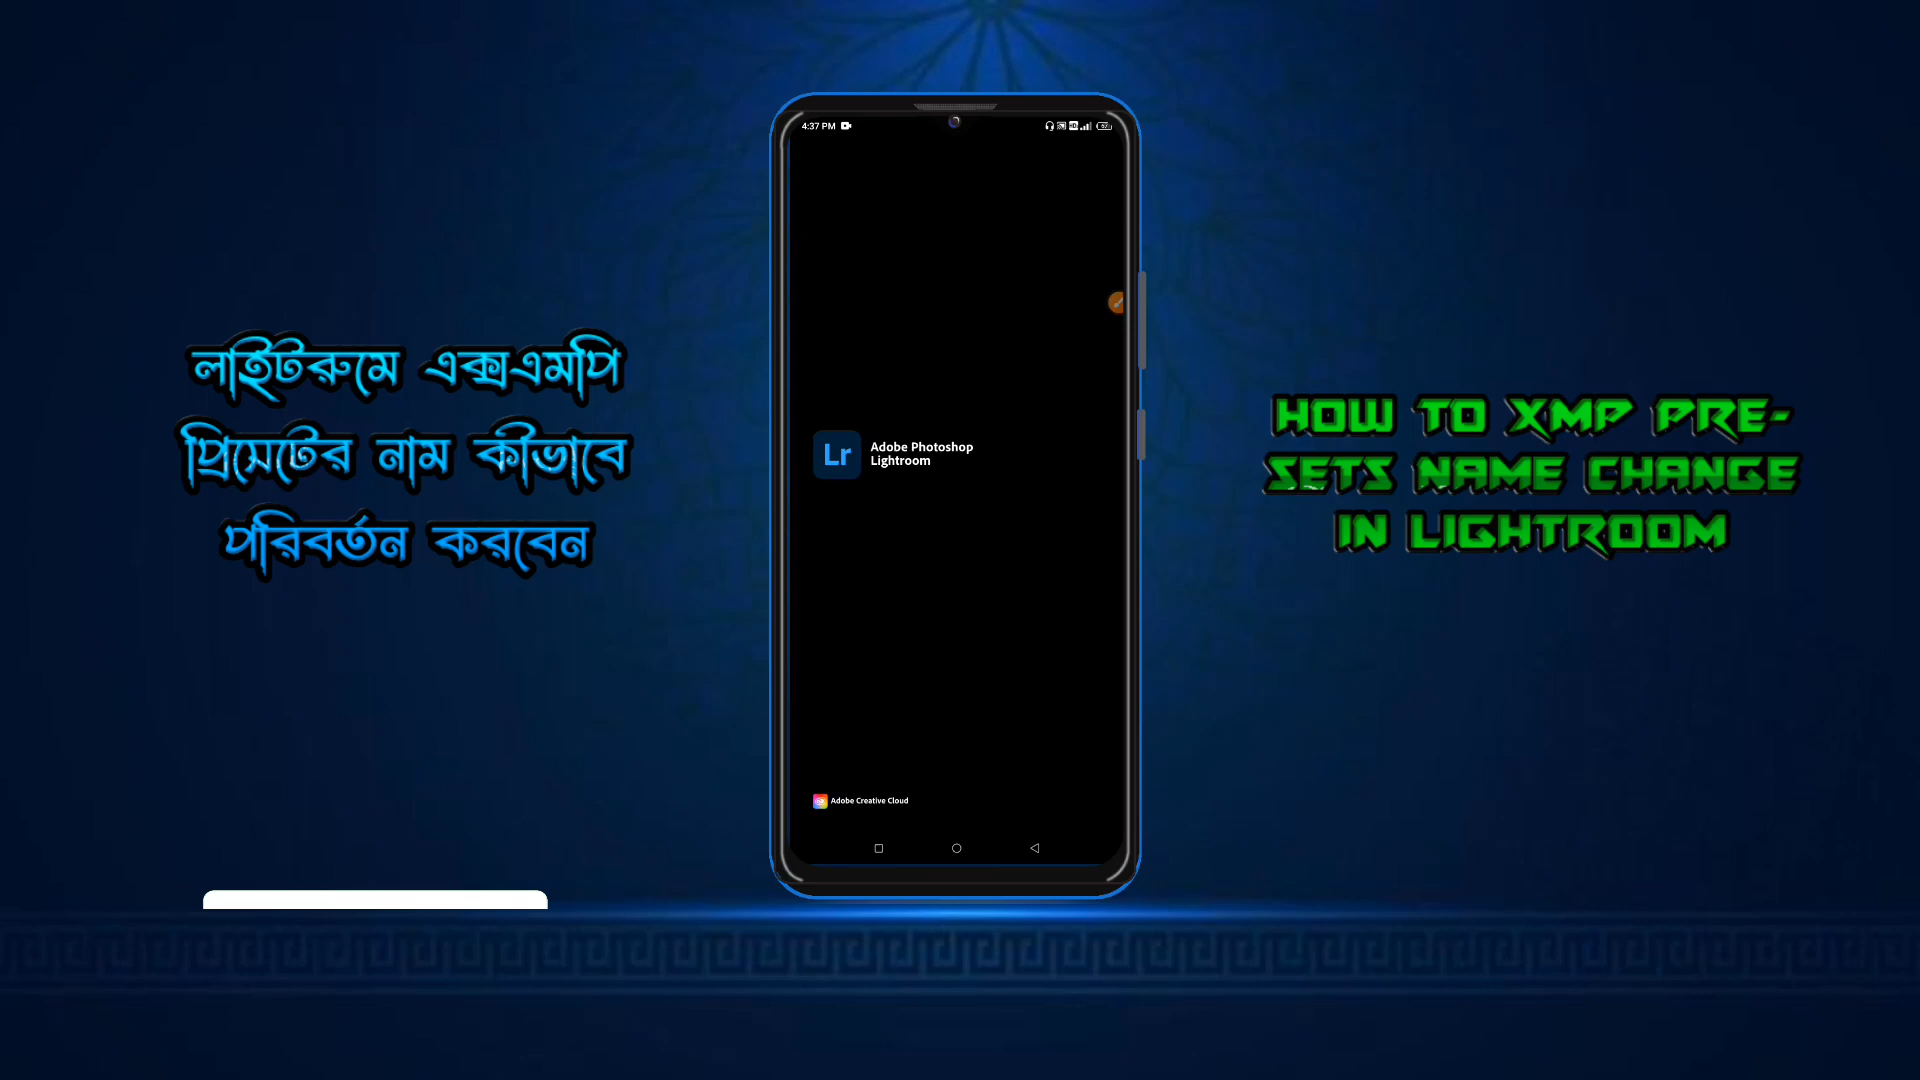 4:37 PM
লাইটরুমে এক্সএমপি
প্রিসেটের নাম কীভাবে
পরিবর্তন করবেন
Lr
Adobe Photoshop
Lightroom
Adobe Creative Cloud
HOW TO XMP PRE-
SETS NAME CHANGE
IN LIGHTROOM